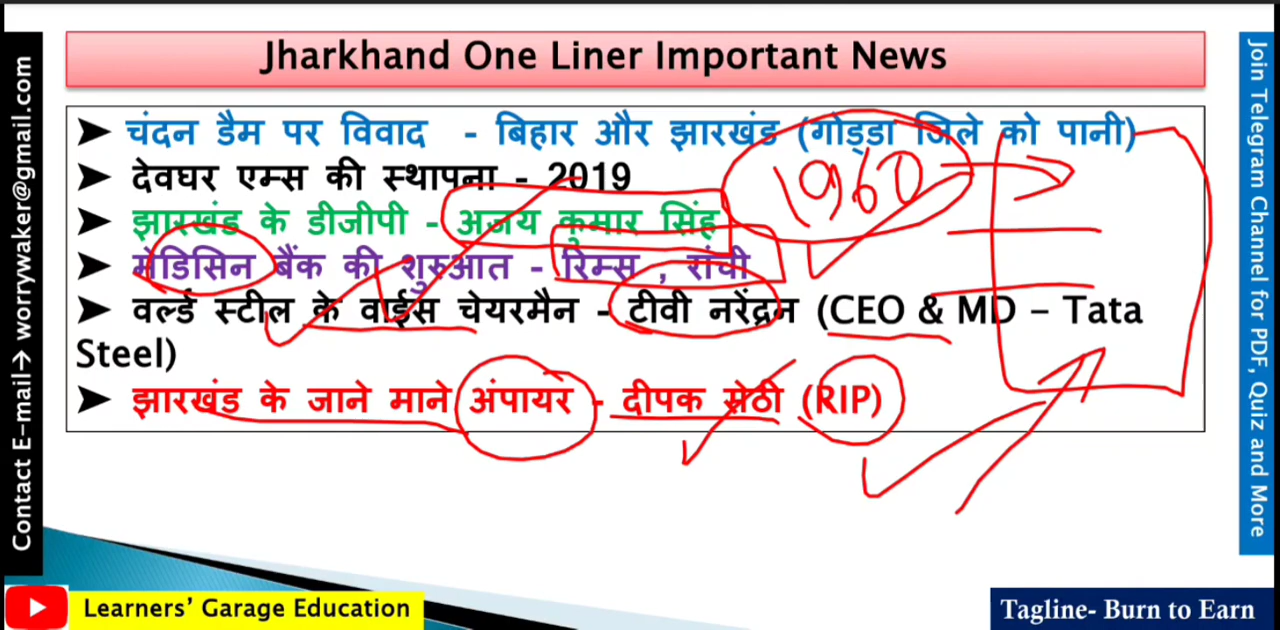 Jharkhand One Liner Important News
➤ चंदन डैम पर विवाद - बिहार और झारखंड (गोड्डा जिले को पानी)
➤ देवघर एम्स की स्थापना - 2019
1960
➤ झारखंड के डीजीपी - अजय कुमार सिंह
➤ मेडिसिन बैंक की शुरुआत - रिम्स , रांची
➤ वर्ल्ड स्टील के वाईस चेयरमैन - टीवी नरेंद्रन (CEO & MD – Tata
Steel)
➤ झारखंड के जाने माने अंपायर - दीपक सेठी (RIP)
Contact E-mail→ worrywaker@gmail.com
Join Telegram Channel for PDF, Quiz and More
Learners’ Garage Education
Tagline- Burn to Earn